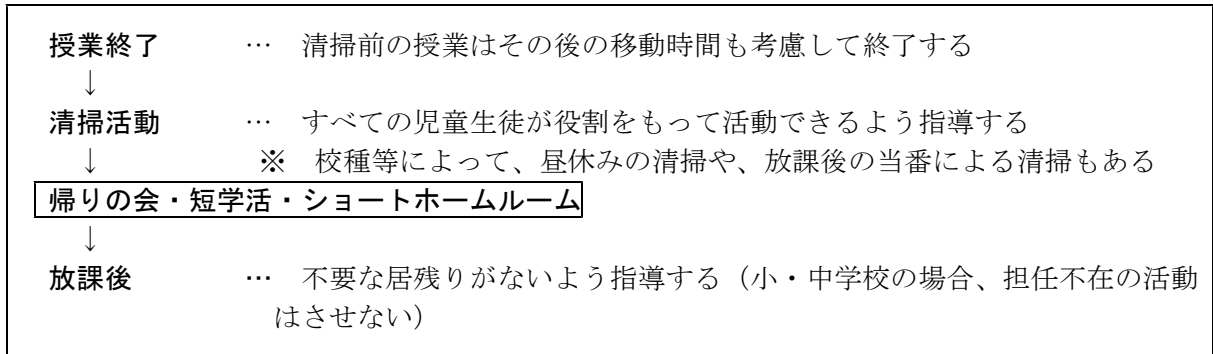 授業終了　　　…　清掃前の授業はその後の移動時間も考慮して終了する
↓
清掃活動　　　…　すべての児童生徒が役割をもって活動できるよう指導する
↓　　　　　　※　校種等によって、昼休みの清掃や、放課後の当番による清掃もある
帰りの会・短学活・ショートホームルーム
↓
放課後　　　　…　不要な居残りがないよう指導する（小・中学校の場合、担任不在の活動
はさせない）